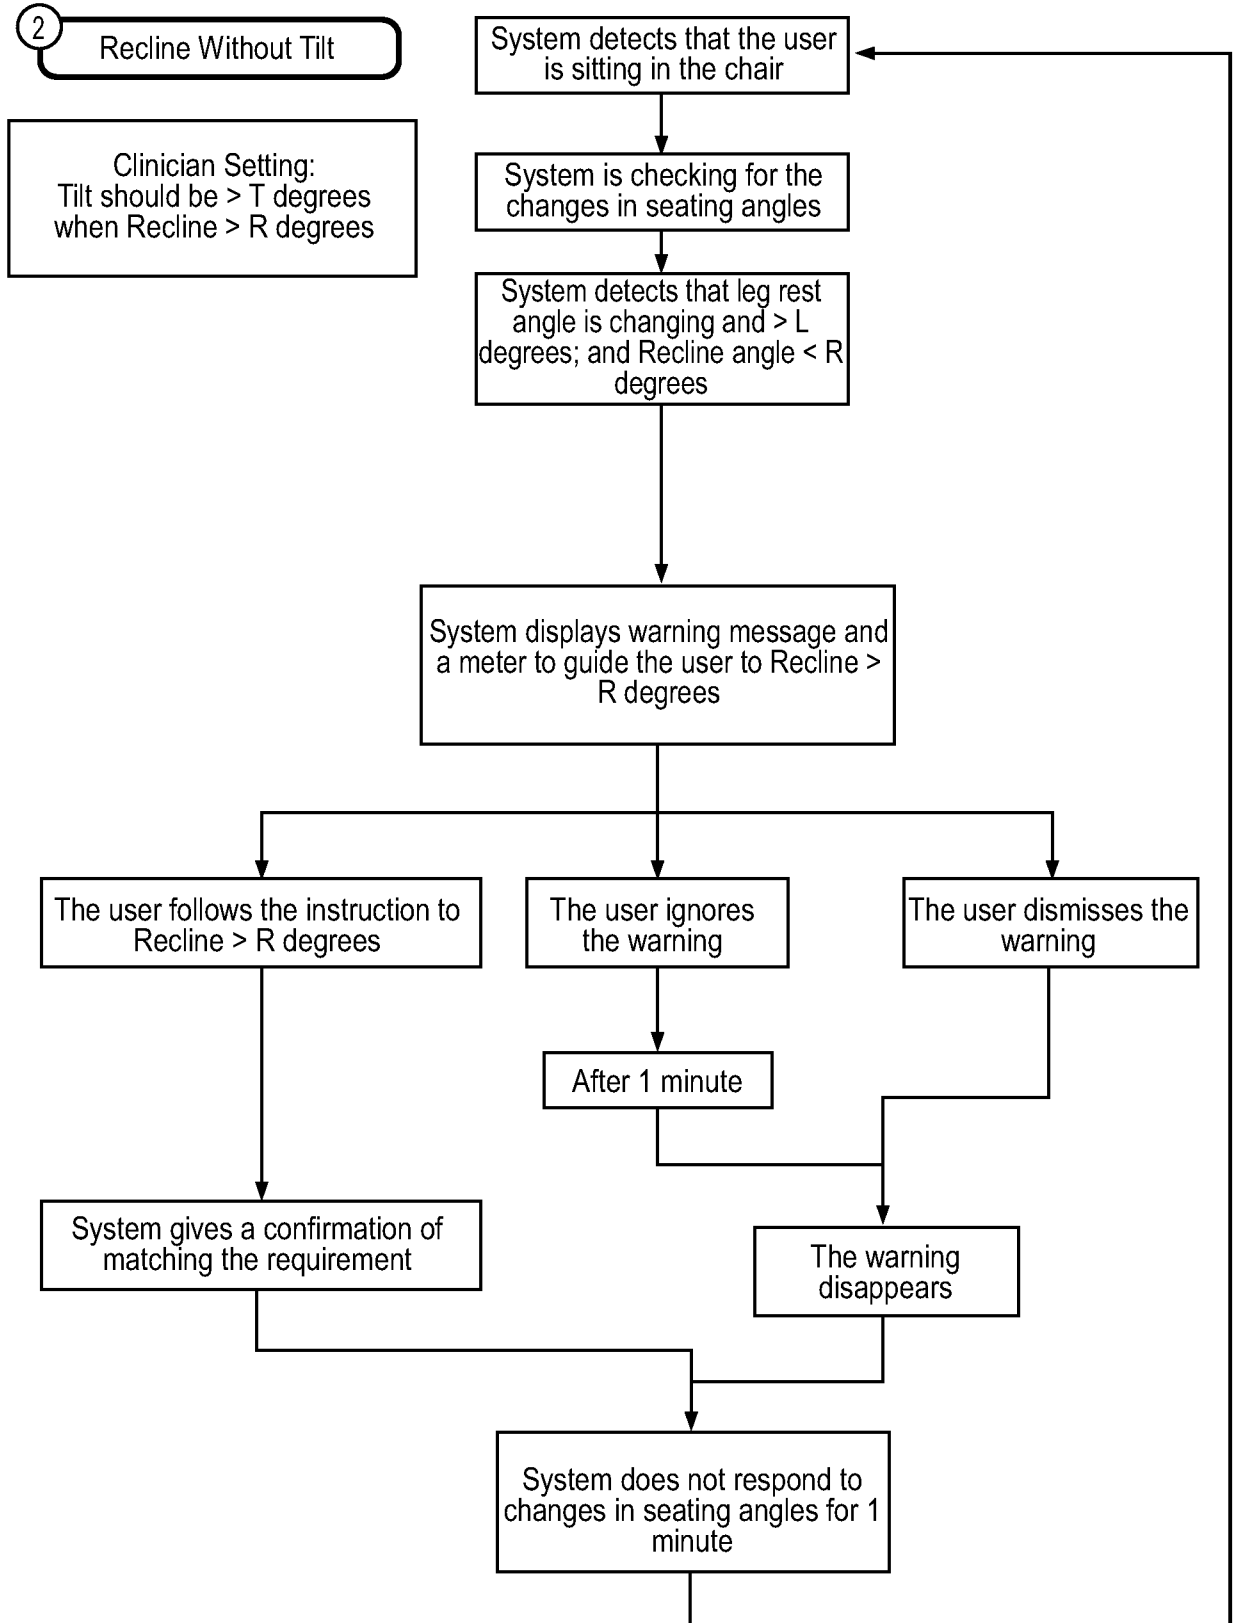 2
Recline Without Tilt
Clinician Setting:
Tilt should be > T degrees
when Recline > R degrees
System detects that the user
is sitting in the chair
System is checking for the
changes in seating angles
System detects that leg rest
angle is changing and > L
degrees; and Recline angle < R
degrees
System displays warning message and
a meter to guide the user to Recline >
R degrees
The user follows the instruction to
Recline > R degrees
The user ignores
the warning
The user dismisses the
warning
After 1 minute
System gives a confirmation of
matching the requirement
The warning
disappears
System does not respond to
changes in seating angles for 1
minute